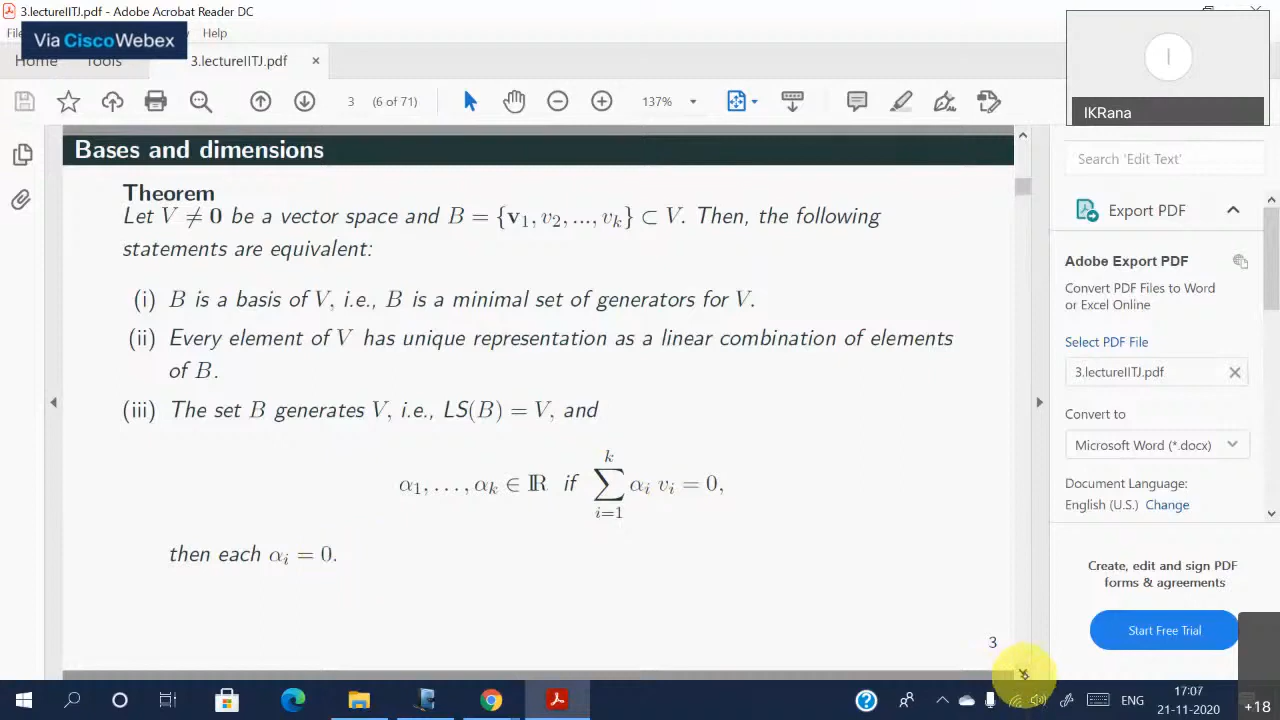 3.lectureIITJ.pdf - Adobe Acrobat Reader DC
Help
Via CiscoWebex
Home Tools 3.lectureIITJ.pdf ×
3 (6 of 71) 137%
I
IKRana
Search 'Edit Text'
Export PDF
Adobe Export PDF
Convert PDF Files to Word
or Excel Online
Select PDF File
3.lectureIITJ.pdf
Convert to
Microsoft Word (*.docx)
Document Language:
English (U.S.) Change
Create, edit and sign PDF
forms & agreements
Start Free Trial
Bases and dimensions
Theorem
Let V ≠ 0 be a vector space and B = {v₁, v₂, ..., vₖ} ⊂ V. Then, the following
statements are equivalent:
(i) B is a basis of V, i.e., B is a minimal set of generators for V.
(ii) Every element of V has unique representation as a linear combination of elements
of B.
(iii) The set B generates V, i.e., LS(B) = V, and
α₁, . . . , αₖ ∈ ℝ if ∑ᵢ₌₁ᵏ αᵢ vᵢ = 0,
then each αᵢ = 0.
3
ENG
17:07
21-11-2020
+18